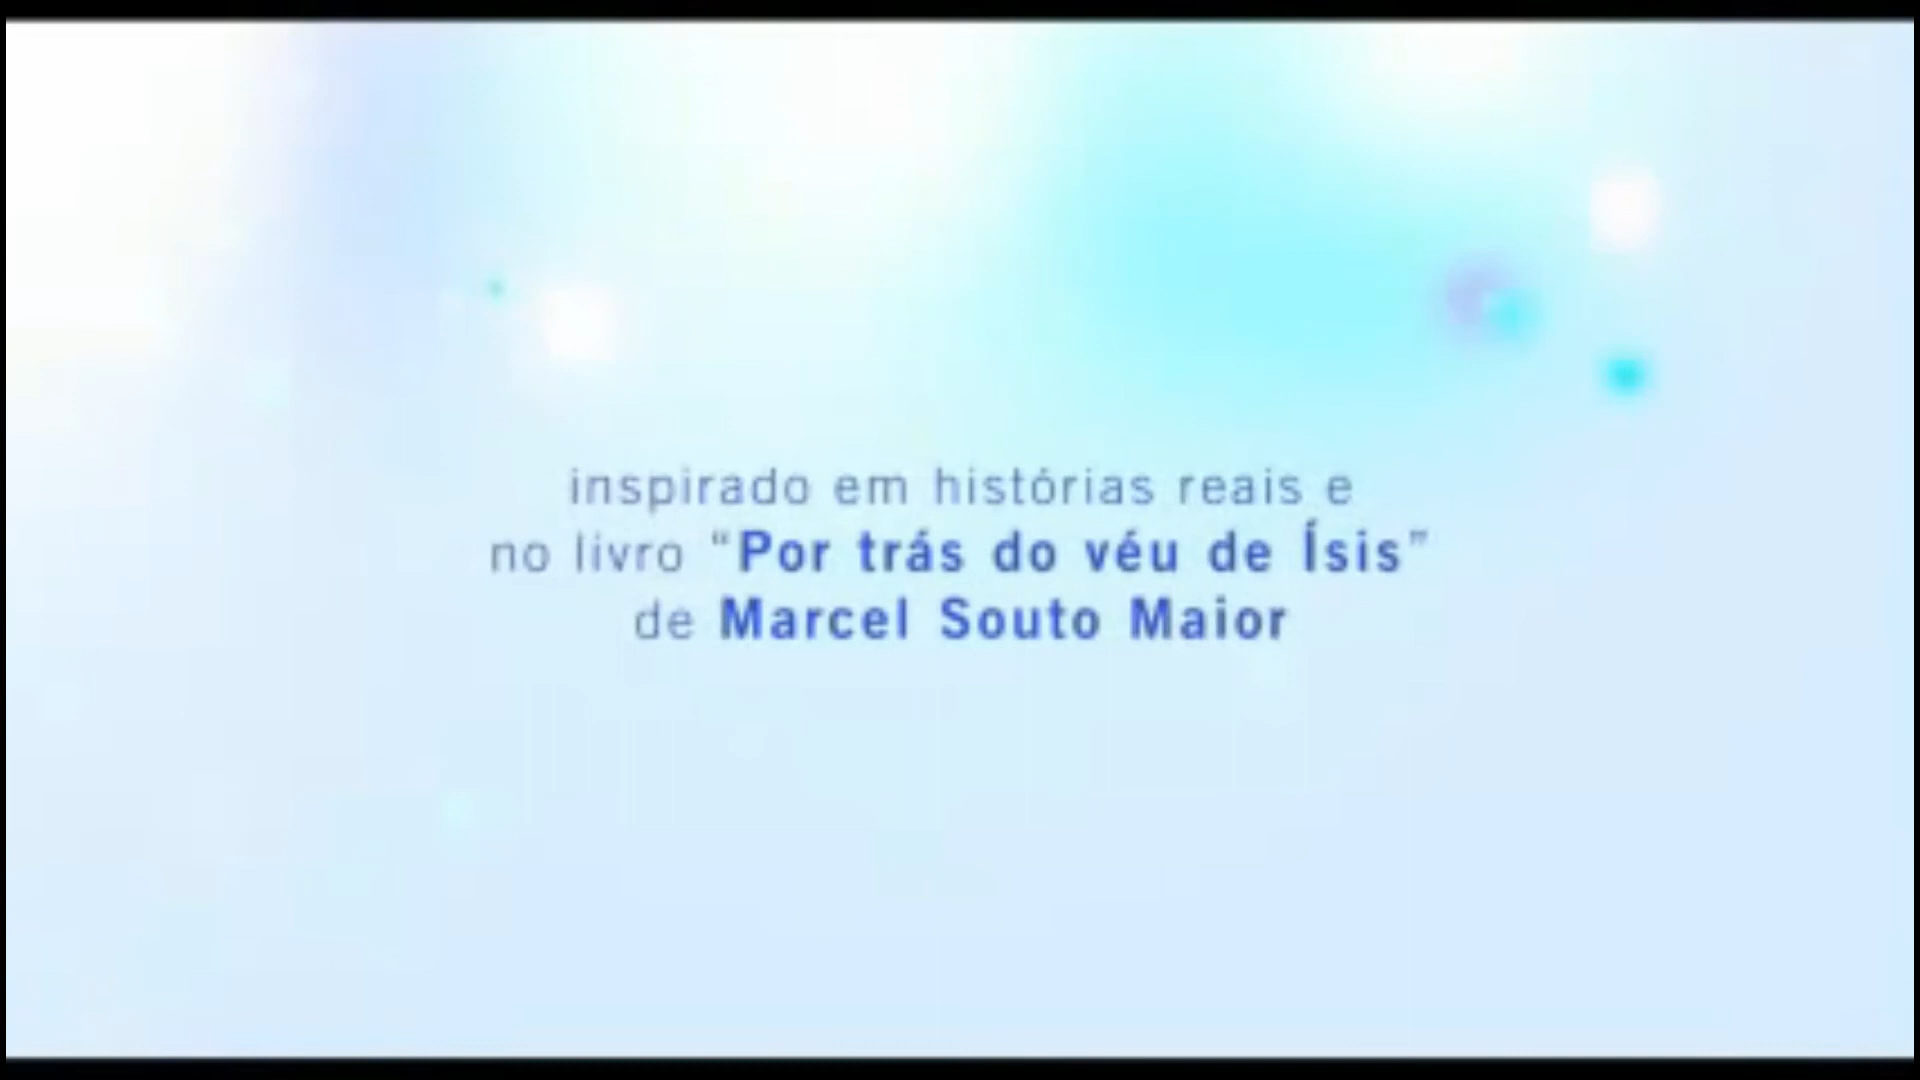 inspirado em histórias reais e
no livro “Por trás do véu de Ísis”
de Marcel Souto Maior